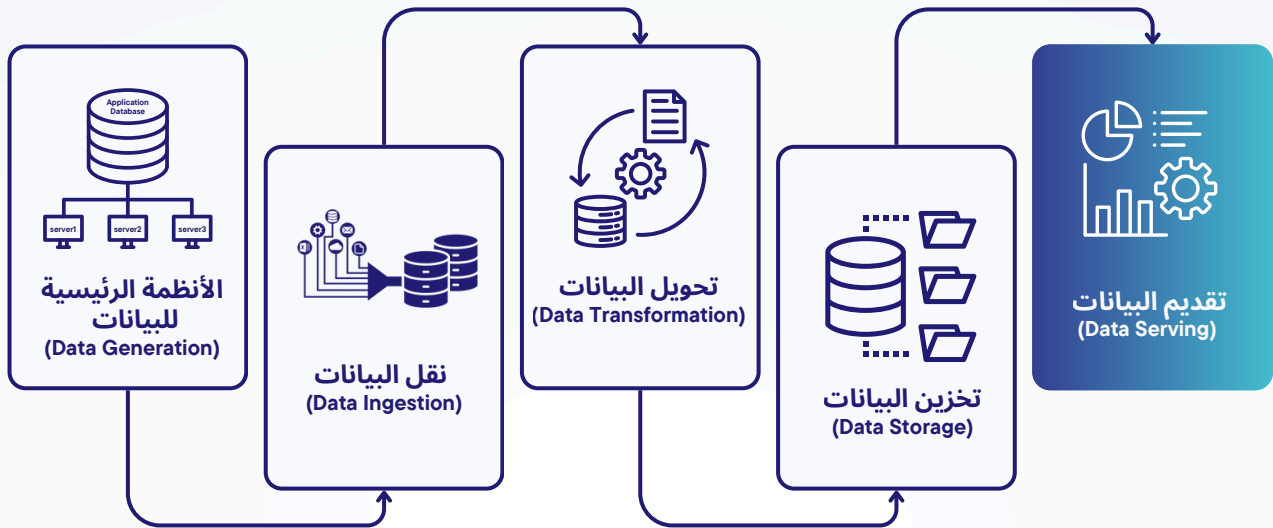 Application
Database
server1
server2
server3
الأنظمة الرئيسية
للبيانات
(Data Generation)
نقل البيانات
(Data Ingestion)
تحويل البيانات
(Data Transformation)
تخزين البيانات
(Data Storage)
تقديم البيانات
(Data Serving)